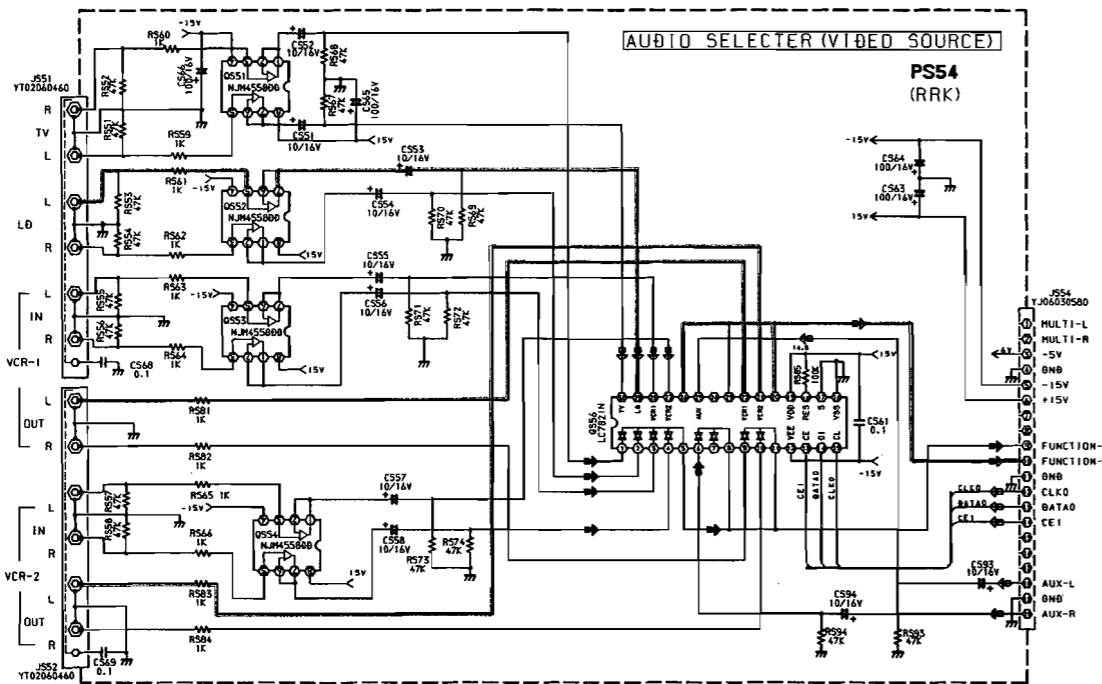 AUDIO SELECTER (VIDEO SOURCE)
PS54
(RRK)
JS51
YT02060460
R
TV
L
L
LD
R
L
IN
R
VCR-1
L
OUT
R
L
IN
R
VCR-2
L
OUT
R
JS52
YT02060460
RS60
1K
-15V
RS52
47K
RS51
47K
CS66
100/16V
RS59
1K
QS51
NJM4558DD
CS52
10/16V
RS68
47K
RS67
47K
CS65
100/16V
CS51
10/16V
15V
RS61
1K
-15V
RS53
47K
RS54
47K
QS52
NJM4558DD
RS62
1K
15V
CS53
10/16V
CS54
10/16V
RS70
47K
RS69
47K
RS63
1K
-15V
RS55
47K
RS56
47K
QS53
NJM4558DD
RS64
1K
15V
CS55
10/16V
CS56
10/16V
RS71
47K
RS72
47K
CS68
0.1
RS81
1K
RS82
1K
RS65 1K
-15V
RS57
47K
RS58
47K
RS66
1K
QS54
NJM4558DD
15V
CS57
10/16V
CS58
10/16V
RS73
47K
RS74
47K
RS83
1K
RS84
1K
CS69
0.1
-15V
CS64
100/16V
CS63
100/16V
15V
QS56
LC7821N
TV
LD
VCR1
VCR2
AUX
VCR1
VCR2
VDD
RES
S
VSS
VEE
CE
DI
CL
RS85
100K
15V
CS61
0.1
-15V
CE1
DATA0
CLK0
CLK0
DATA0
CE1
CS94
10/16V
CS93
10/16V
RS94
47K
RS93
47K
JS54
YJ06030580
MULTI-L
MULTI-R
-6V
-5V
GND
-15V
+15V
FUNCTION-
FUNCTION-
GND
CLK0
DATA0
CE1
AUX-L
GND
AUX-R